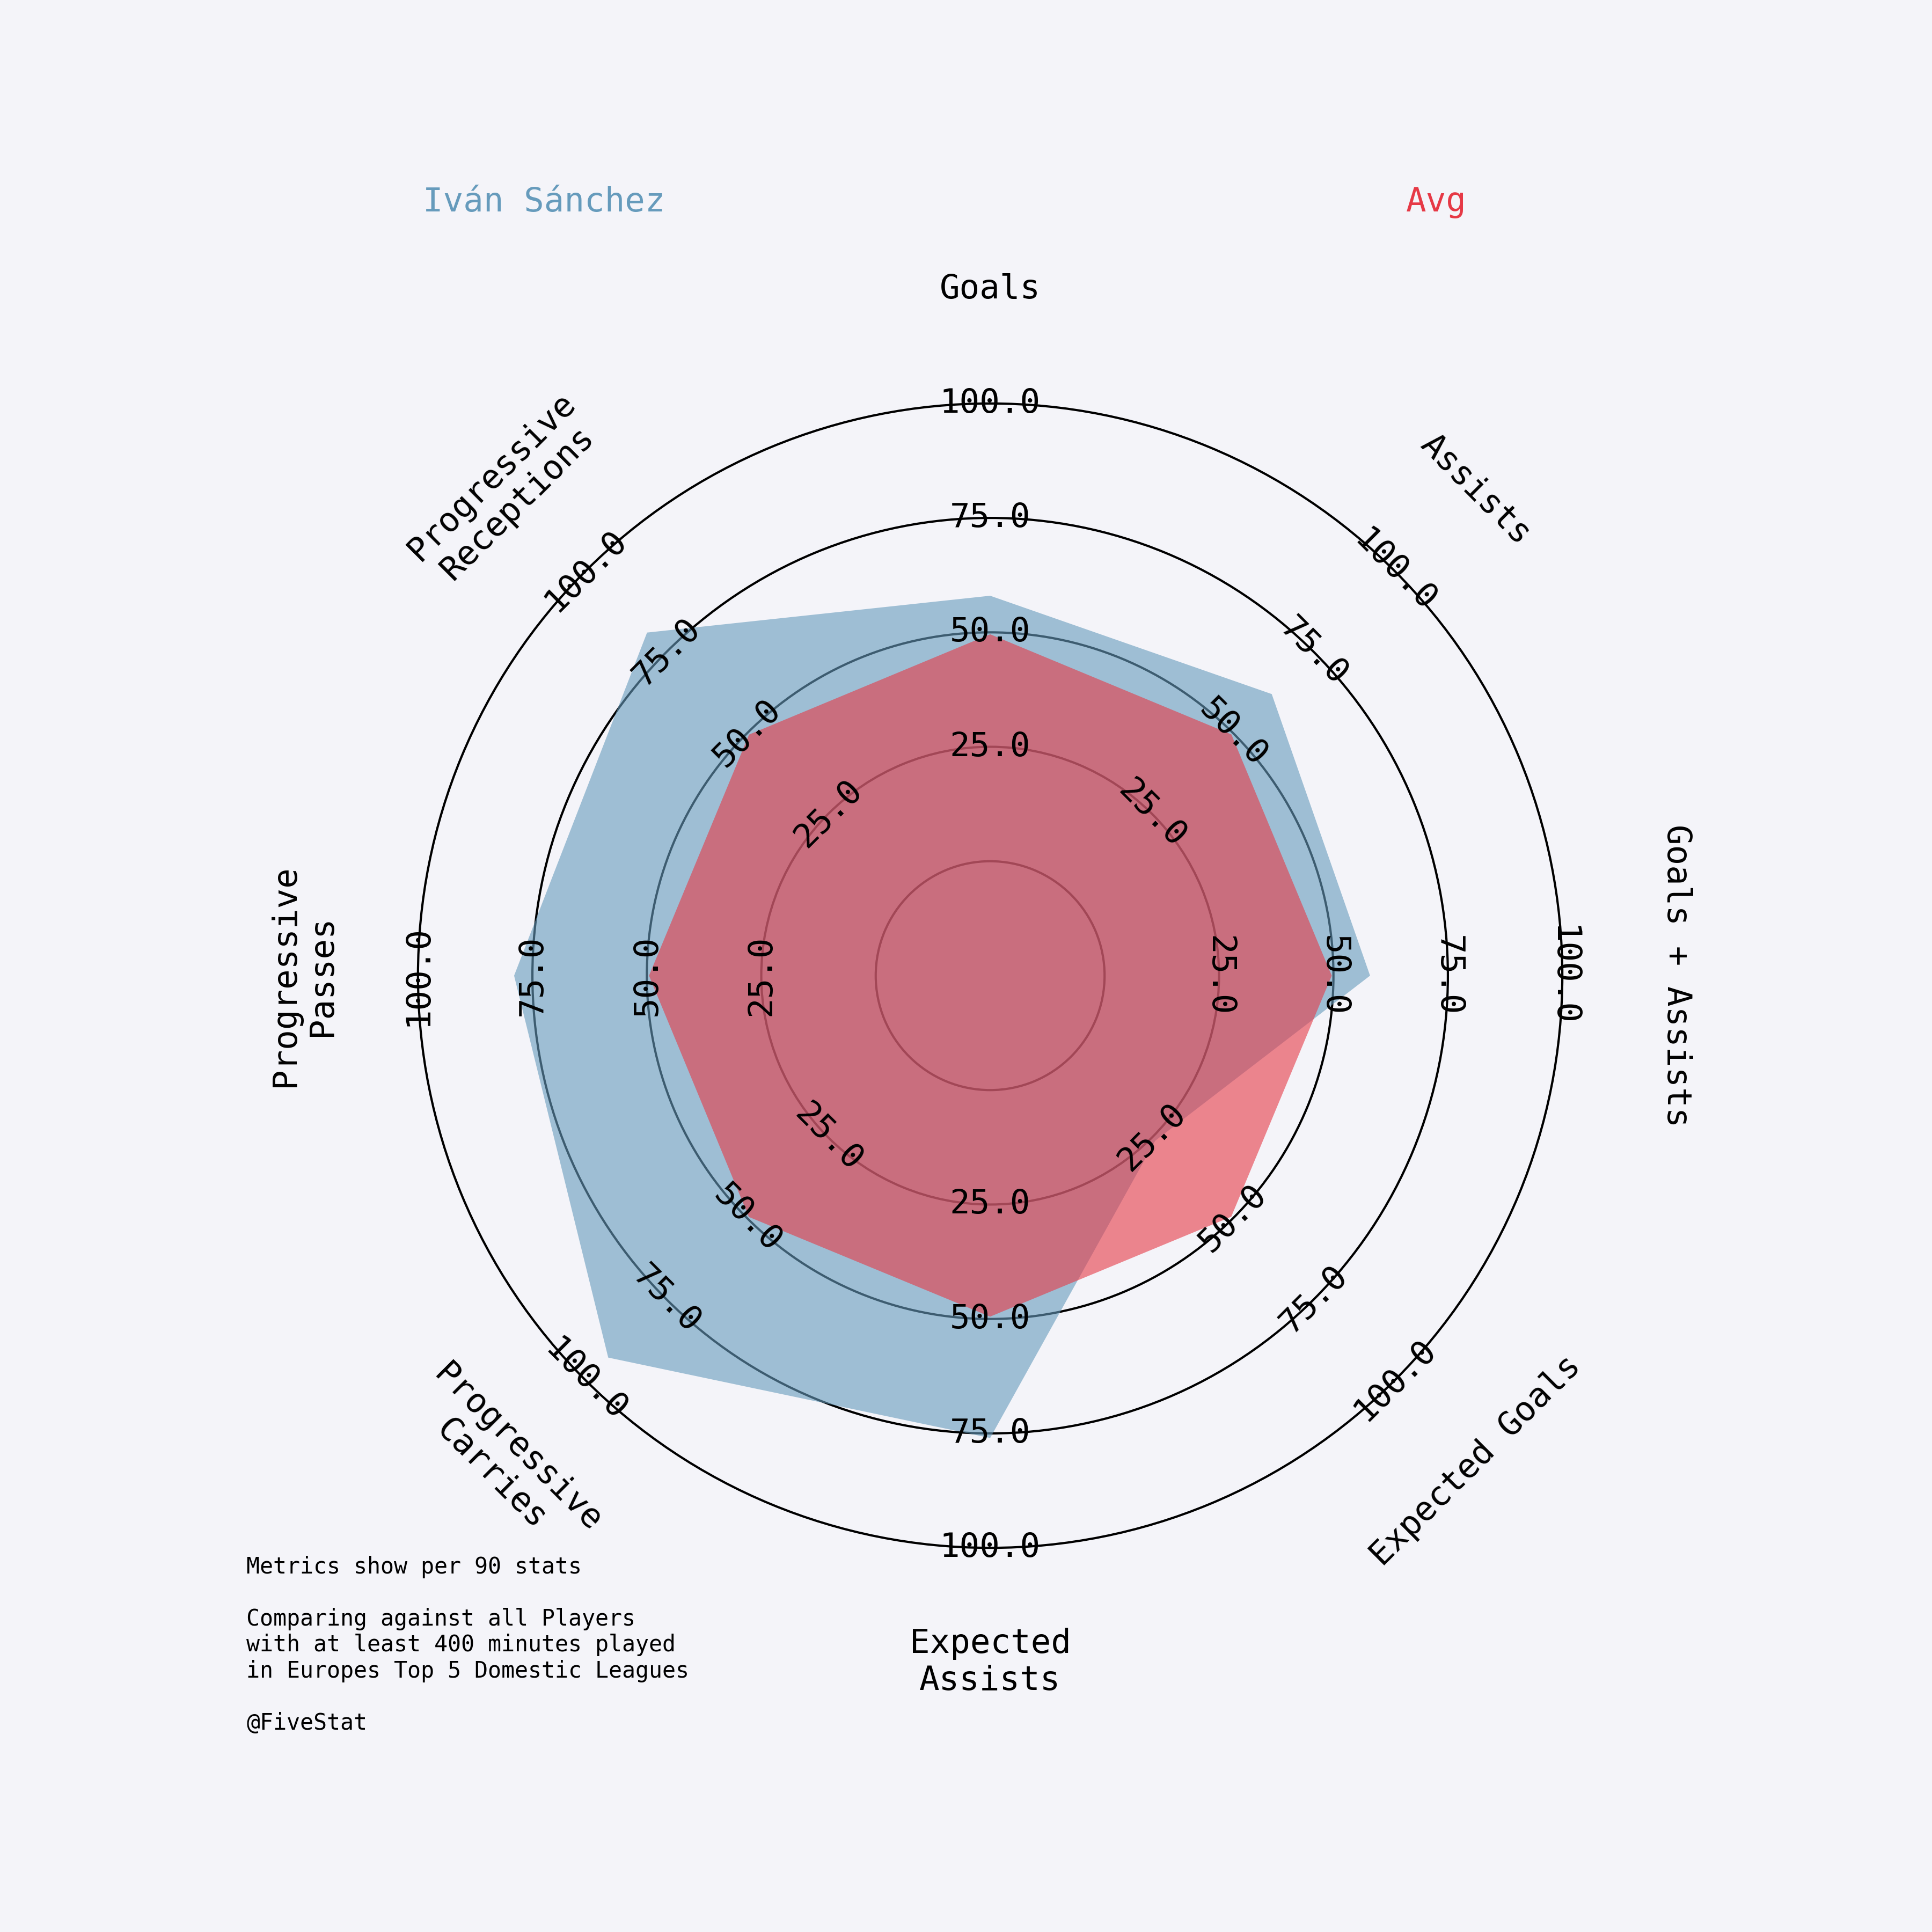 Iván Sánchez
Avg
Goals
Assists
Goals + Assists
Expected Goals
Expected
Assists
Progressive
Carries
Progressive
Passes
Progressive
Receptions
25.0
50.0
75.0
100.0
25.0
50.0
75.0
100.0
25.0
50.0
75.0
100.0
25.0
50.0
75.0
100.0
25.0
50.0
75.0
100.0
25.0
50.0
75.0
100.0
25.0
50.0
75.0
100.0
25.0
50.0
75.0
100.0
Metrics show per 90 stats
Comparing against all Players
with at least 400 minutes played
in Europes Top 5 Domestic Leagues
@FiveStat